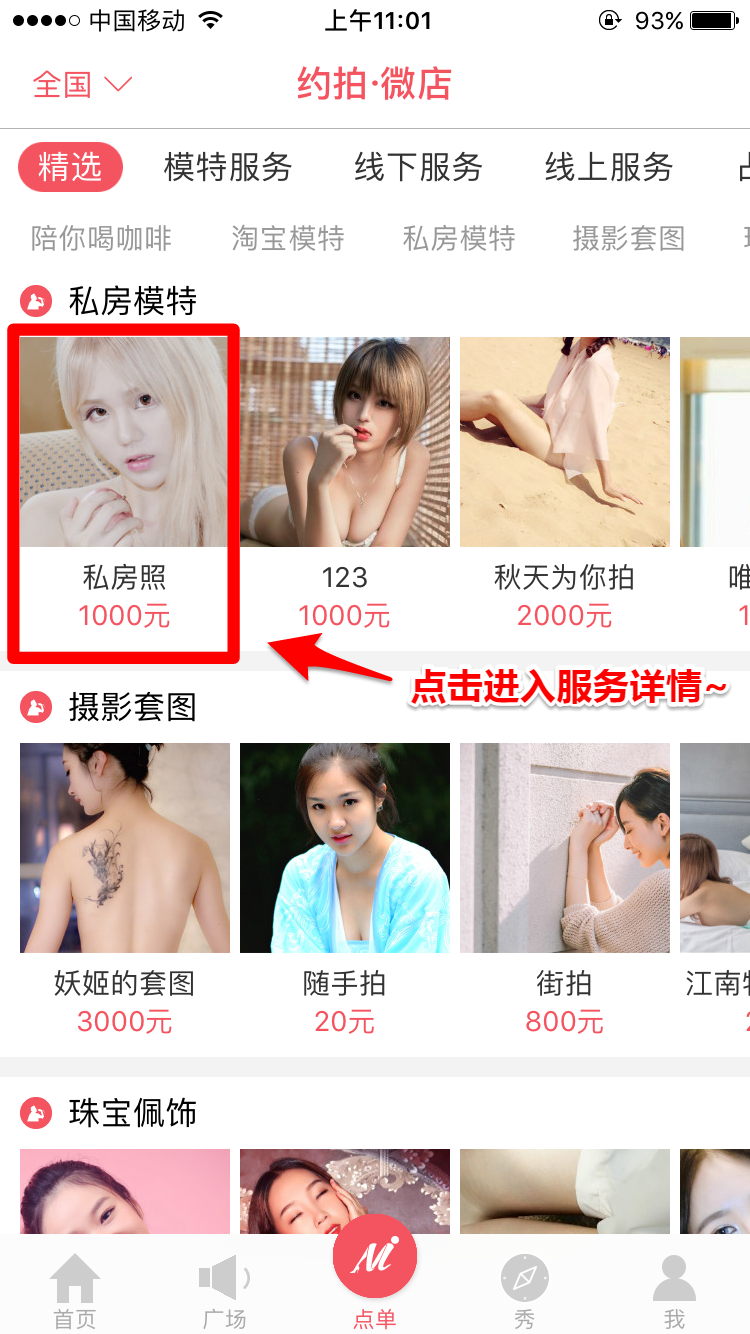 中国移动 上午11:01 93%
全国 约拍·微店
精选 模特服务 线下服务 线上服务
陪你喝咖啡 淘宝模特 私房模特 摄影套图
私房模特
私房照 123 秋天为你拍 唯
1000元 1000元 2000元 1
点击进入服务详情~
摄影套图
妖姬的套图 随手拍 街拍 江南
3000元 20元 800元
珠宝佩饰
首页 广场 点单 秀 我